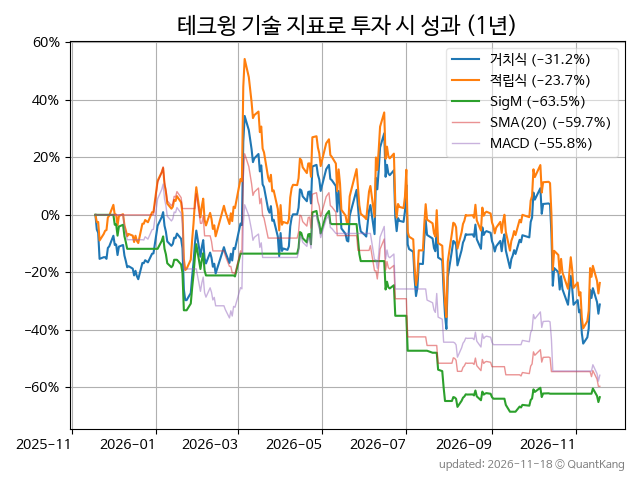 테크윙 기술 지표로 투자 시 성과 (1년)
60%
40%
20%
0%
−20%
−40%
−60%
거치식 (−31.2%)
적립식 (−23.7%)
SigM (−63.5%)
SMA(20) (−59.7%)
MACD (−55.8%)
2025-11
2026-01
2026-03
2026-05
2026-07
2026-09
2026-11
updated: 2026-11-18 © QuantKang